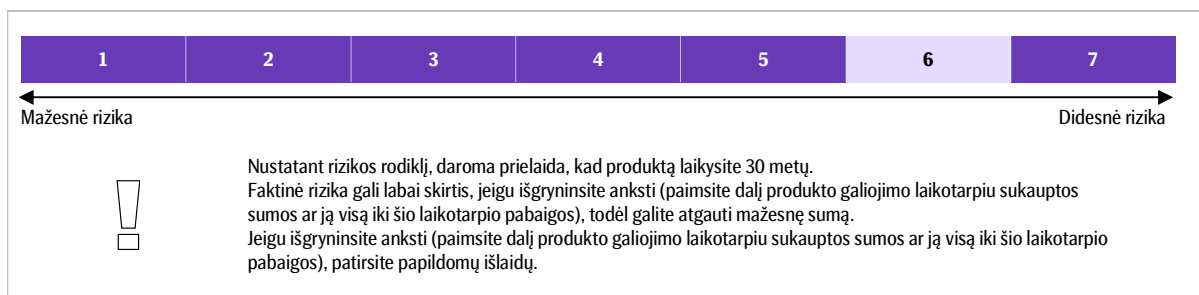 1 2 3 4 5 6 7
Mažesnė rizika Didesnė rizika
Nustatant rizikos rodiklį, daroma prielaida, kad produktą laikysite 30 metų.
Faktinė rizika gali labai skirtis, jeigu išgryninsite anksti (paimsite dalį produkto galiojimo laikotarpiu sukauptos
sumos ar ją visą iki šio laikotarpio pabaigos), todėl galite atgauti mažesnę sumą.
Jeigu išgryninsite anksti (paimsite dalį produkto galiojimo laikotarpiu sukauptos sumos ar ją visą iki šio laikotarpio
pabaigos), patirsite papildomų išlaidų.